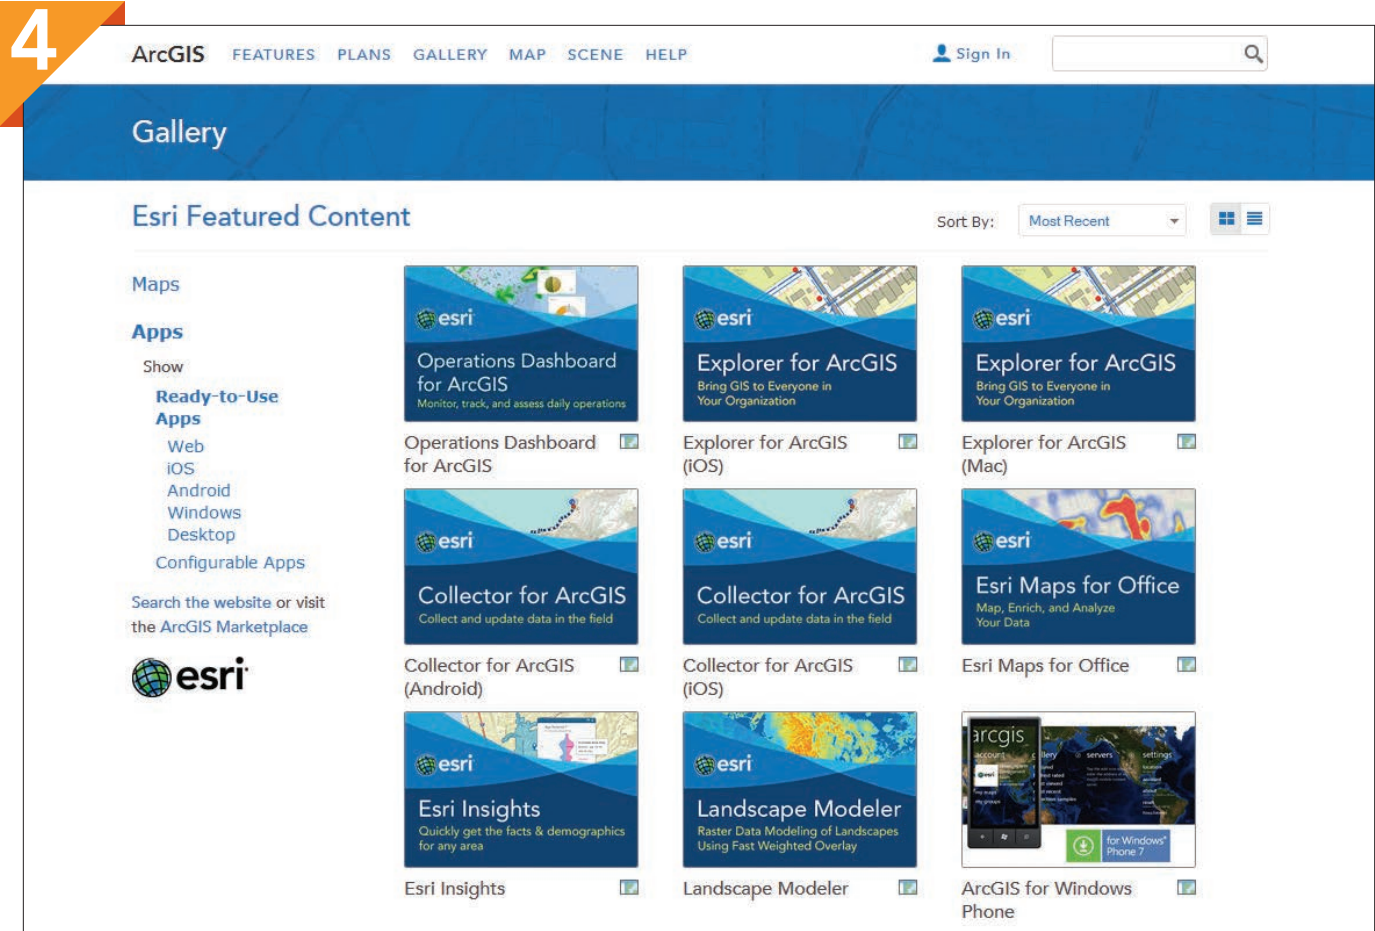 4
ArcGIS FEATURES PLANS GALLERY MAP SCENE HELP Sign In
Gallery
Esri Featured Content
Sort By: Most Recent
Maps
Apps
Show
Ready-to-Use
Apps
Web
iOS
Android
Windows
Desktop
Configurable Apps
Search the website or visit
the ArcGIS Marketplace
esri
esri
Operations Dashboard
for ArcGIS
Monitor, track, and assess daily operations
Operations Dashboard
for ArcGIS
esri
Explorer for ArcGIS
Bring GIS to Everyone in
Your Organization
Explorer for ArcGIS
(iOS)
esri
Explorer for ArcGIS
Bring GIS to Everyone in
Your Organization
Explorer for ArcGIS
(Mac)
esri
Collector for ArcGIS
Collect and update data in the field
Collector for ArcGIS
(Android)
esri
Collector for ArcGIS
Collect and update data in the field
Collector for ArcGIS
(iOS)
esri
Esri Maps for Office
Map, Enrich, and Analyze
Your Data
Esri Maps for Office
esri
Esri Insights
Quickly get the facts & demographics
for any area
Esri Insights
esri
Landscape Modeler
Raster Data Modeling of Landscapes
Using Fast Weighted Overlay
Landscape Modeler
arcgis
account servers settings
my groups
for Windows®
Phone 7
ArcGIS for Windows
Phone